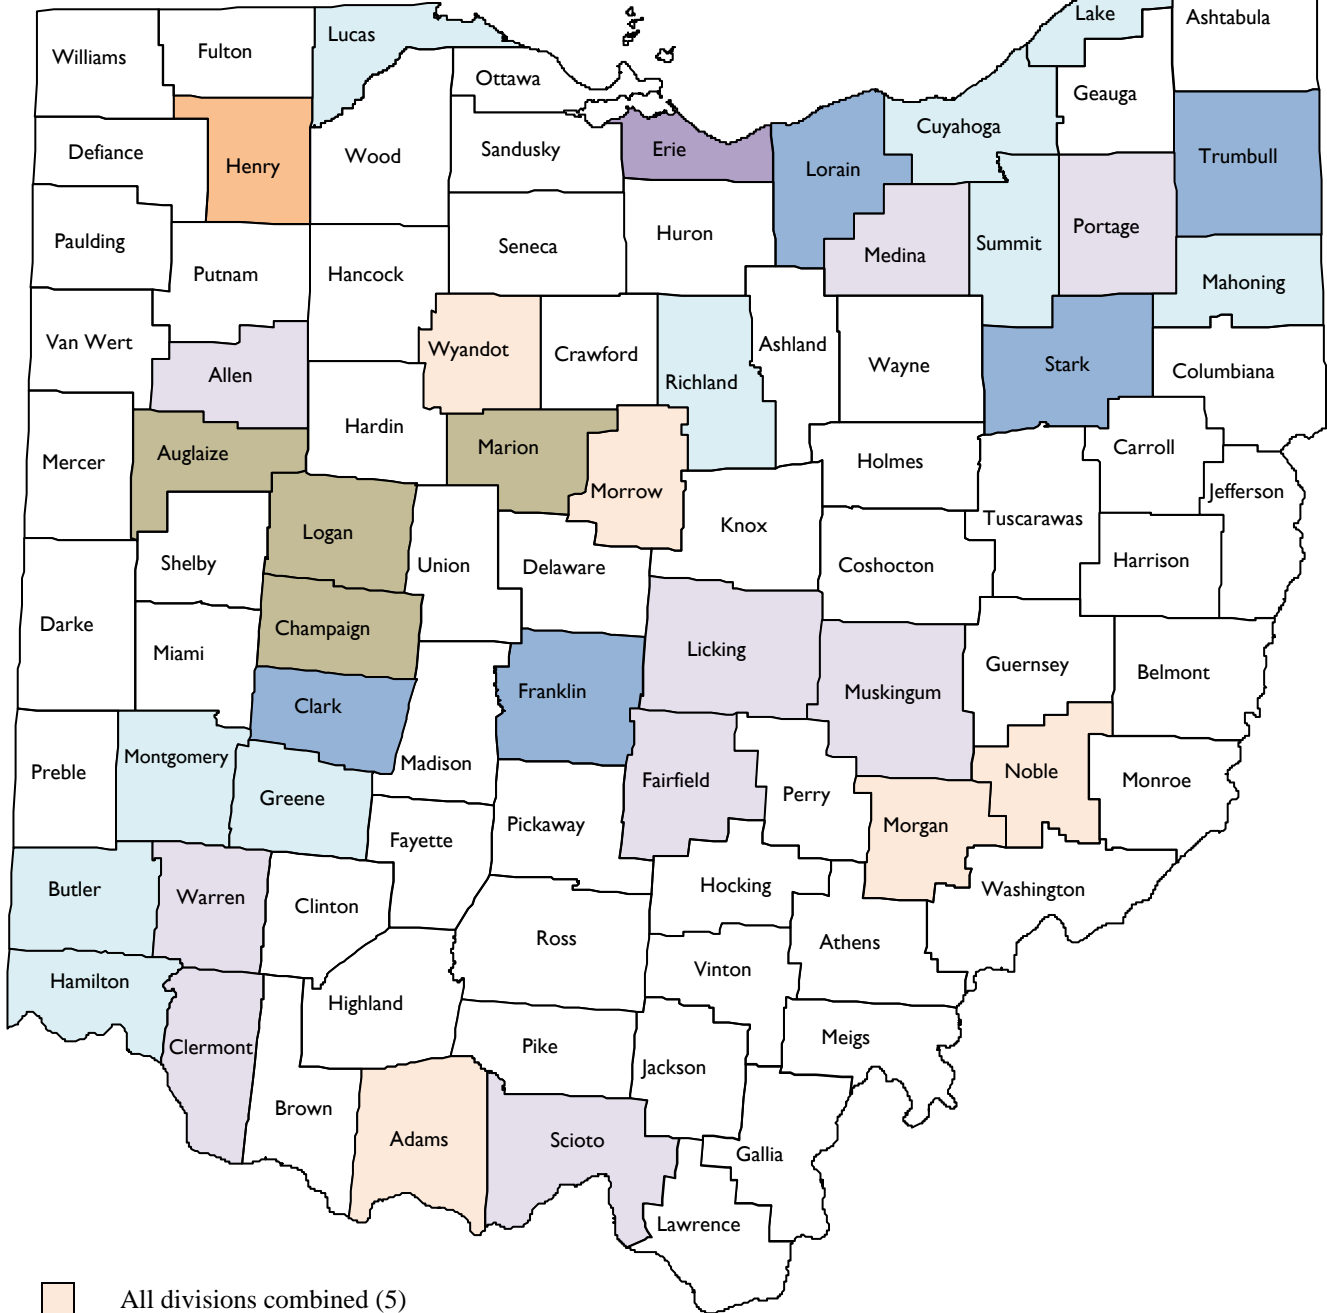 Lake
Ashtabula
Lucas
Fulton
Williams
Ottawa
Geauga
Cuyahoga
Defiance
Henry
Wood
Sandusky
Erie
Lorain
Trumbull
Paulding
Putnam
Hancock
Seneca
Huron
Medina
Summit
Portage
Mahoning
Van Wert
Allen
Wyandot
Crawford
Richland
Ashland
Wayne
Stark
Columbiana
Mercer
Auglaize
Hardin
Marion
Morrow
Holmes
Carroll
Jefferson
Logan
Knox
Tuscarawas
Shelby
Union
Delaware
Coshocton
Harrison
Darke
Champaign
Miami
Licking
Guernsey
Belmont
Clark
Franklin
Muskingum
Preble
Montgomery
Madison
Greene
Fairfield
Perry
Noble
Monroe
Fayette
Pickaway
Morgan
Butler
Warren
Clinton
Hocking
Washington
Ross
Athens
Hamilton
Highland
Vinton
Clermont
Pike
Jackson
Meigs
Brown
Adams
Scioto
Gallia
Lawrence
All divisions combined (5)